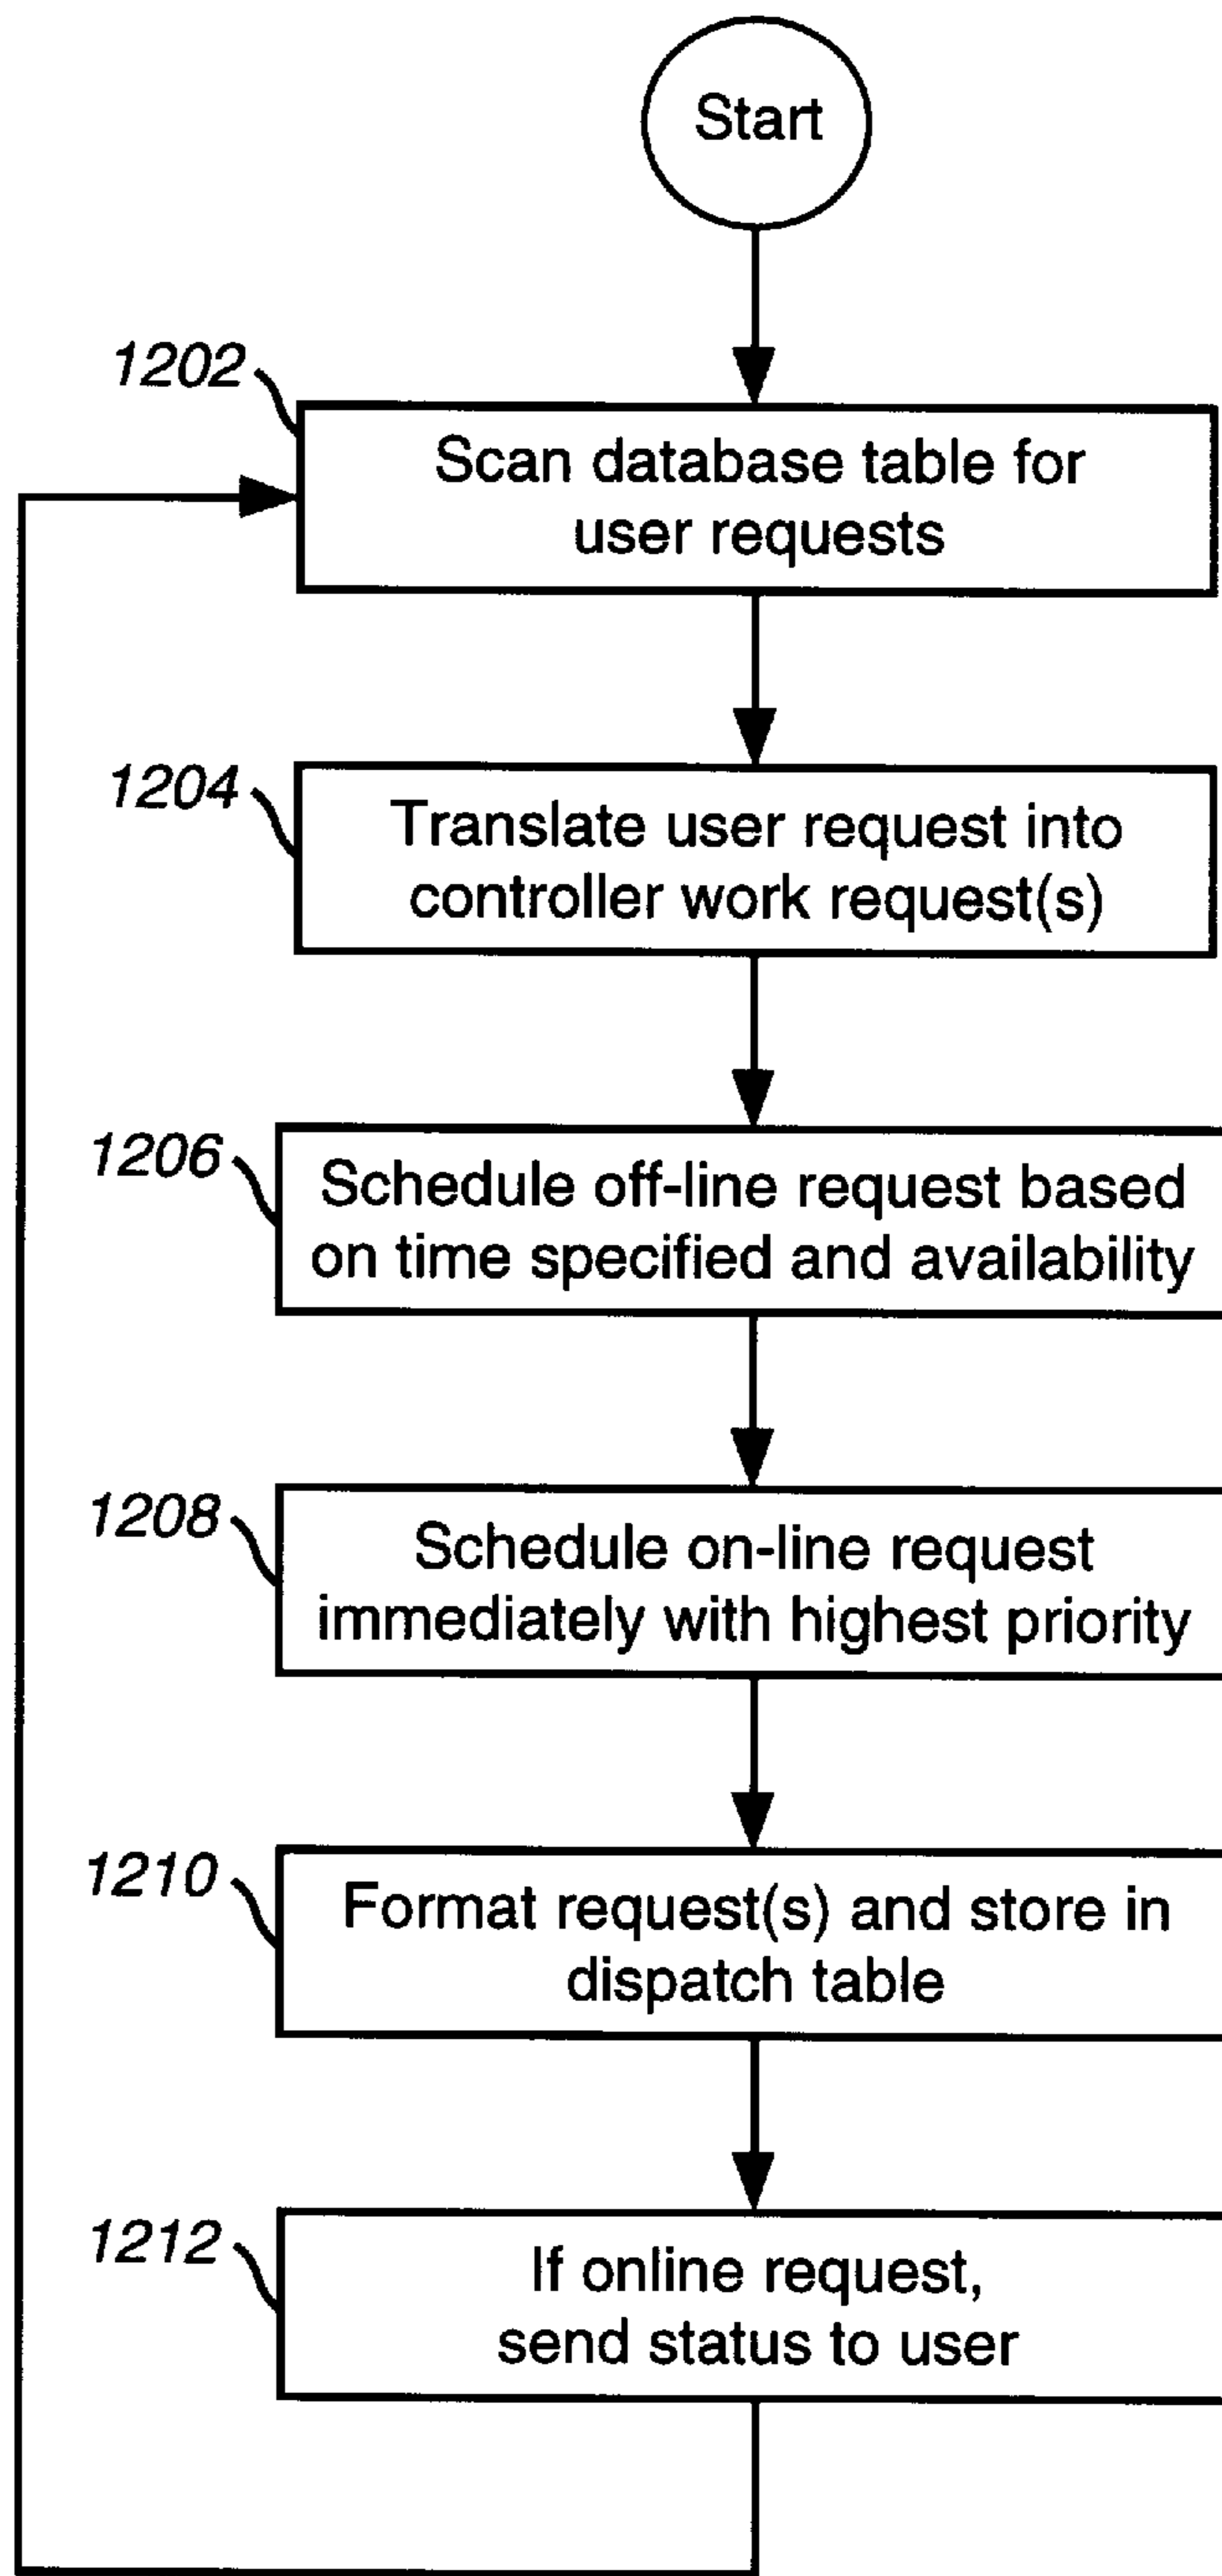 Start
1202
Scan database table for
user requests
1204
Translate user request into
controller work request(s)
1206
Schedule off-line request based
on time specified and availability
1208
Schedule on-line request
immediately with highest priority
1210
Format request(s) and store in
dispatch table
1212
If online request,
send status to user